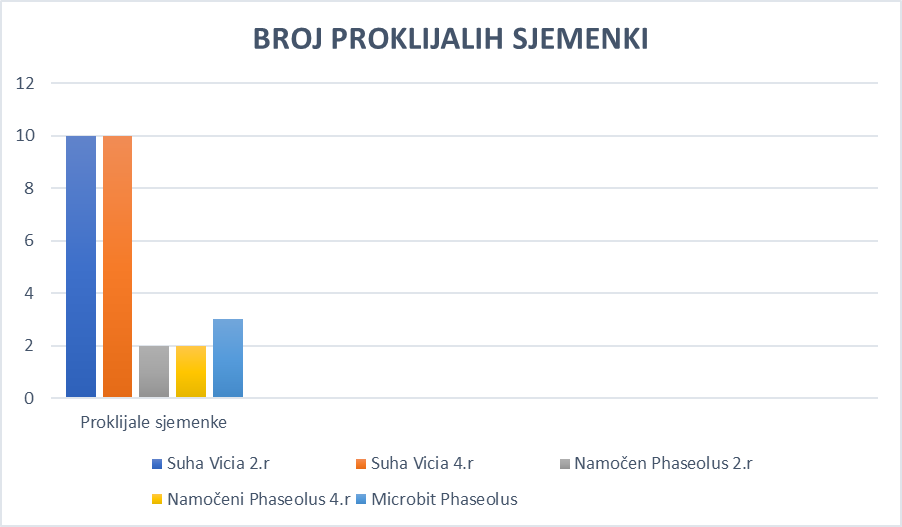 BROJ PROKLIJALIH SJEMENKI
12
10
8
6
4
2
0
Proklijale sjemenke
Suha Vicia 2.r Suha Vicia 4.r Namočen Phaseolus 2.r
Namočeni Phaseolus 4.r Microbit Phaseolus